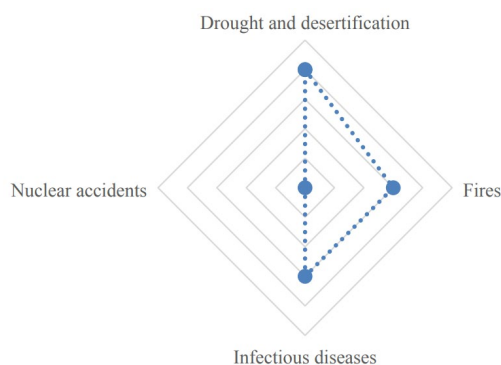 Drought and desertification
Nuclear accidents
Fires
Infectious diseases